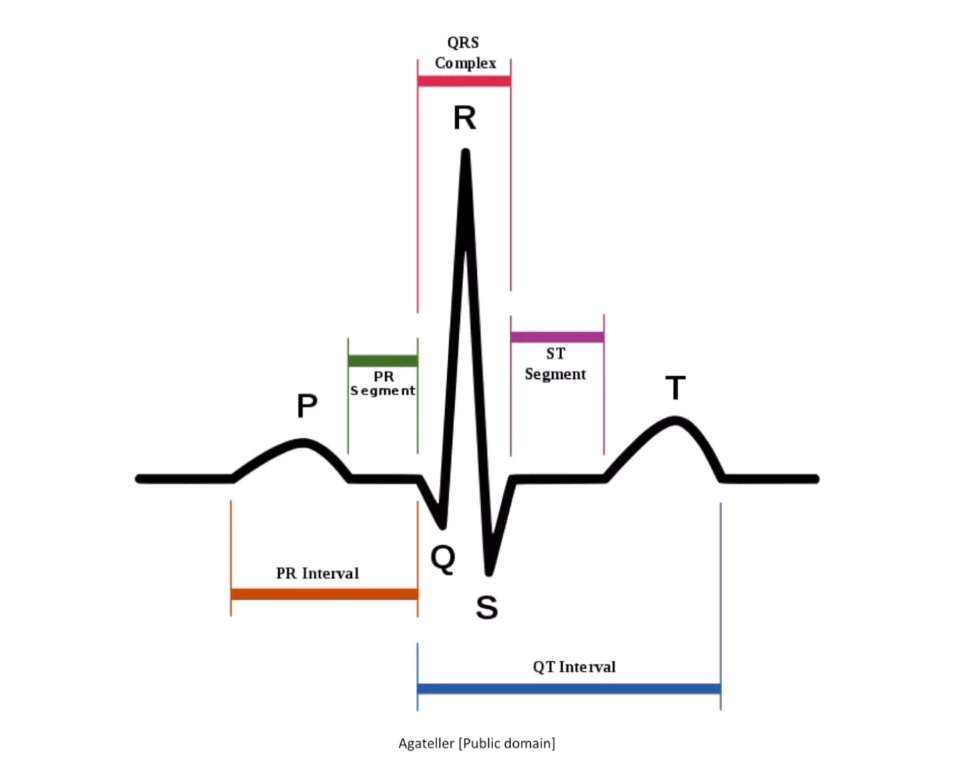 QRS
Complex
R
PR
Segment
ST
Segment
P
T
Q
S
PR Interval
QT Interval
Agateller [Public domain]